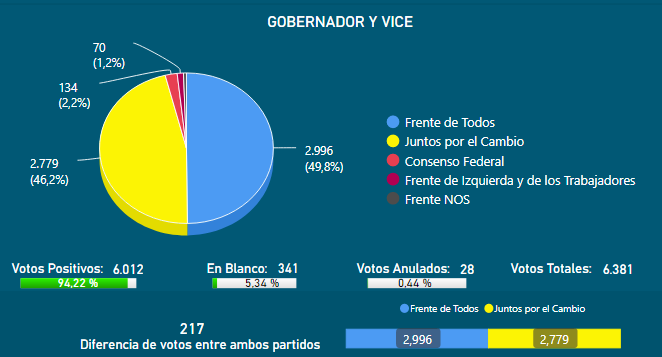 GOBERNADOR Y VICE
70
(1,2%)
134
(2,2%)
2.779
(46,2%)
2.996
(49,8%)
Frente de Todos
Juntos por el Cambio
Consenso Federal
Frente de Izquierda y de los Trabajadores
Frente NOS
Votos Positivos: 6.012
94,22 %
En Blanco: 341
5,34 %
Votos Anulados: 28
0,44 %
Votos Totales: 6.381
217
Diferencia de votos entre ambos partidos
Frente de Todos Juntos por el Cambio
2,996 2,779